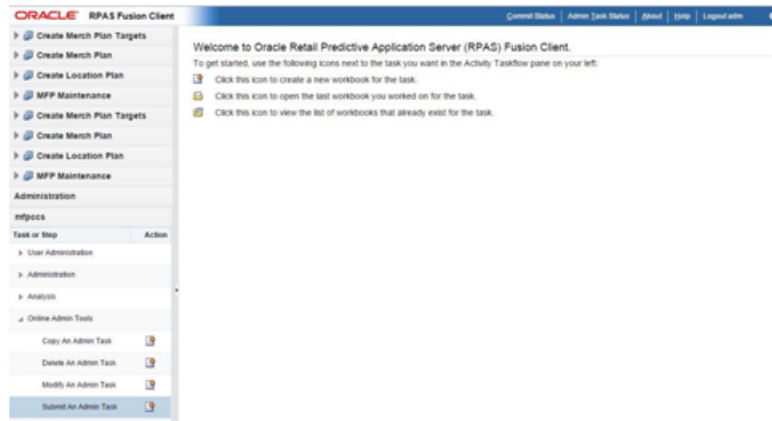 ORACLE® RPAS Fusion Client
Commit Status | Admin Task Status | About | Help | Logout adm
Create Merch Plan Targets
Create Merch Plan
Create Location Plan
MFP Maintenance
Create Merch Plan Targets
Create Merch Plan
Create Location Plan
MFP Maintenance
Administration
mfpccs
Task or Step Action
User Administration
Administration
Analysis
Online Admin Tools
Copy An Admin Task
Delete An Admin Task
Modify An Admin Task
Submit An Admin Task
Welcome to Oracle Retail Predictive Application Server (RPAS) Fusion Client.
To get started, use the following icons next to the task you want in the Activity Taskflow pane on your left:
Click this icon to create a new workbook for the task.
Click this icon to open the last workbook you worked on for the task.
Click this icon to view the list of workbooks that already exist for the task.